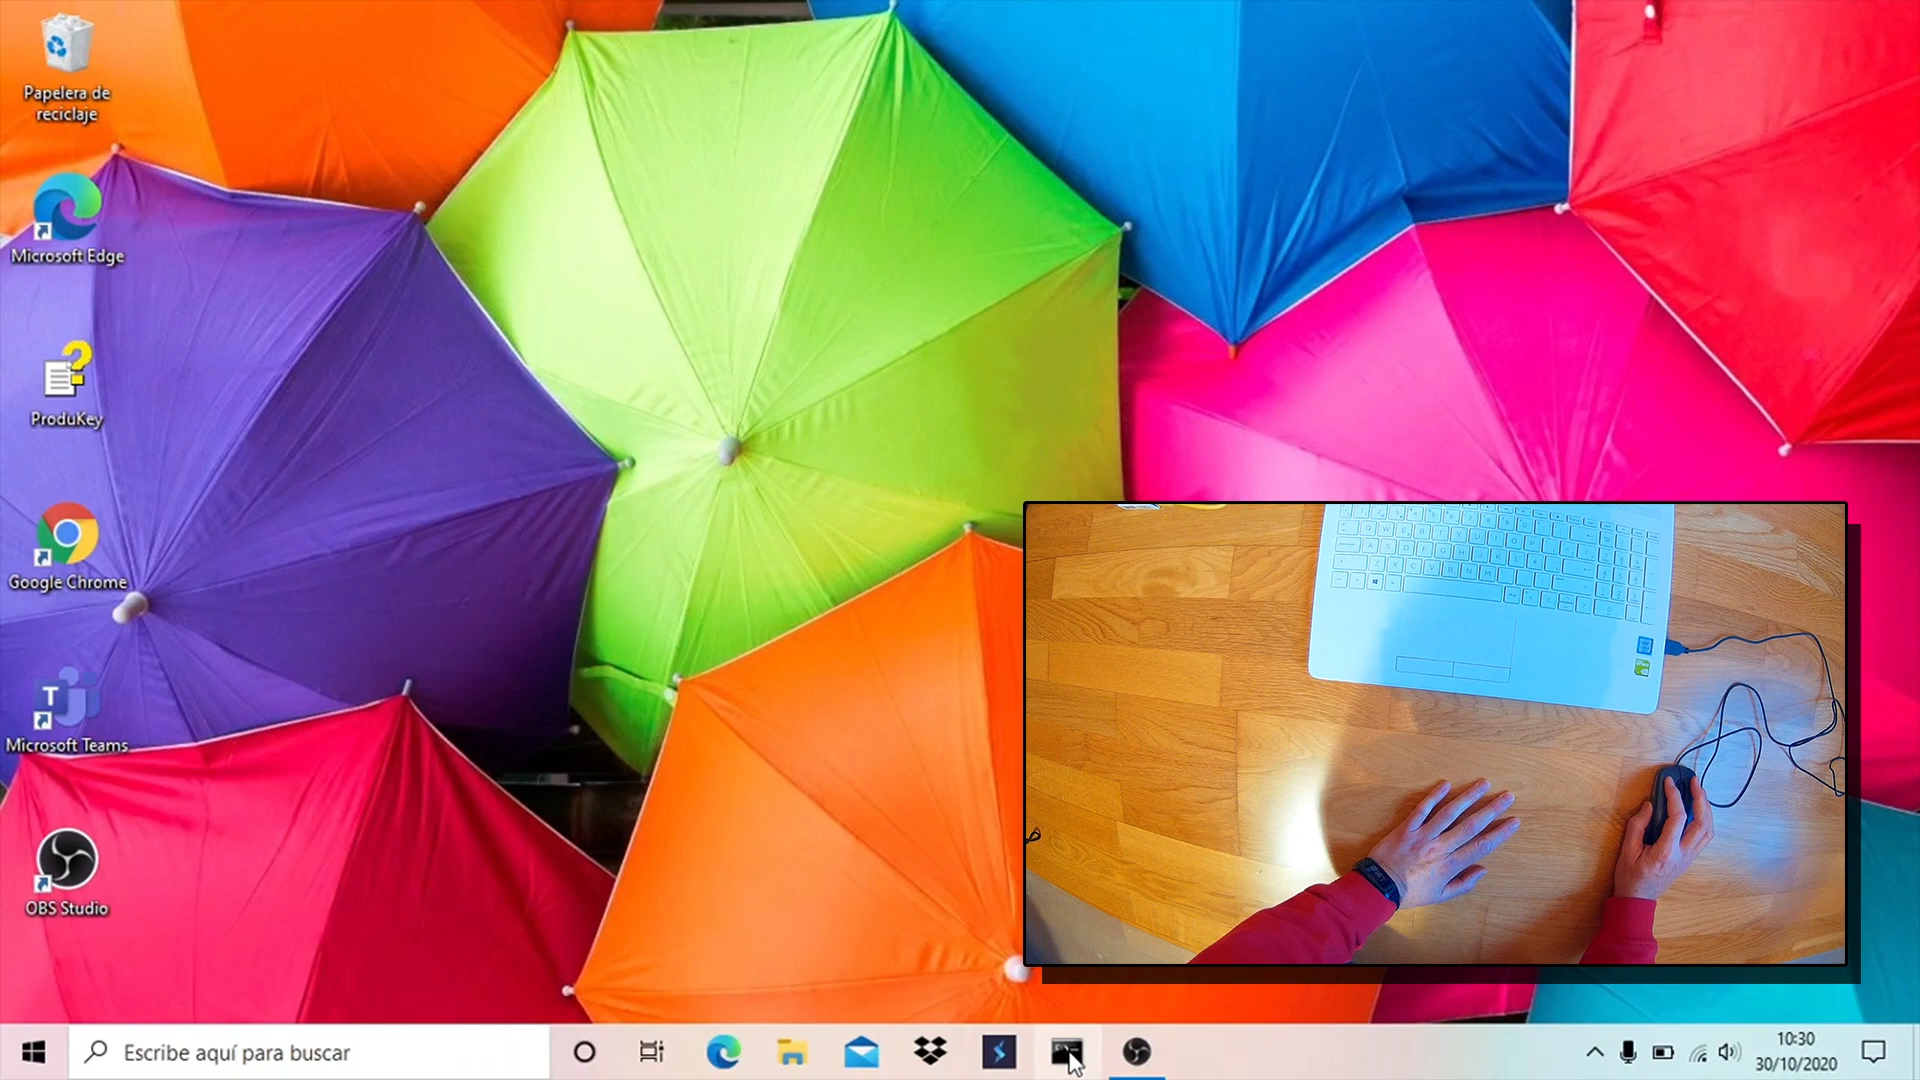 Papelera de
reciclaje
Microsoft Edge
ProduKey
Google Chrome
Microsoft Teams
OBS Studio
Escribe aquí para buscar
10:30
30/10/2020